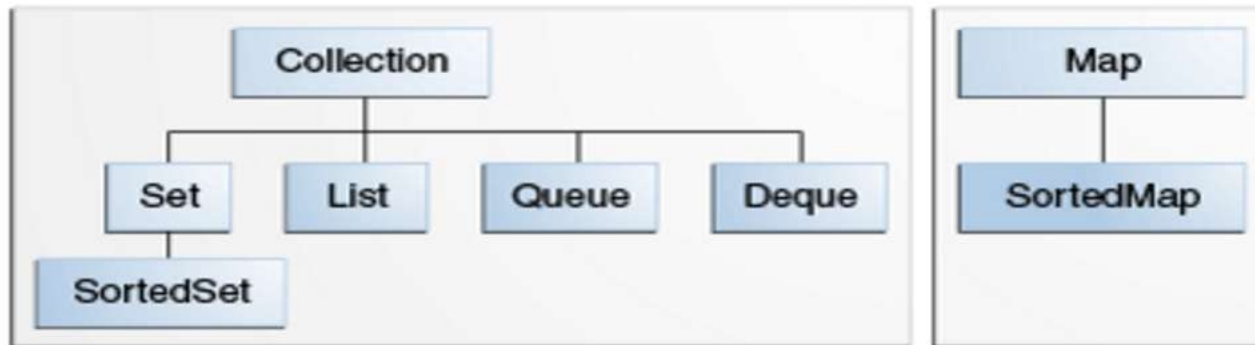 Collection
Map
Set
List
Queue
Deque
SortedMap
SortedSet